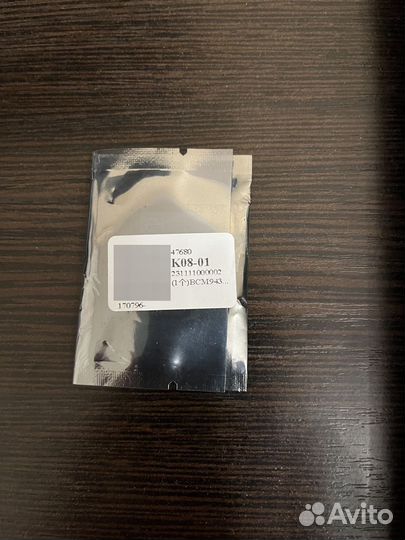 47680
K08-01
231111000002
(1个)BCM943...
170796-
Avito